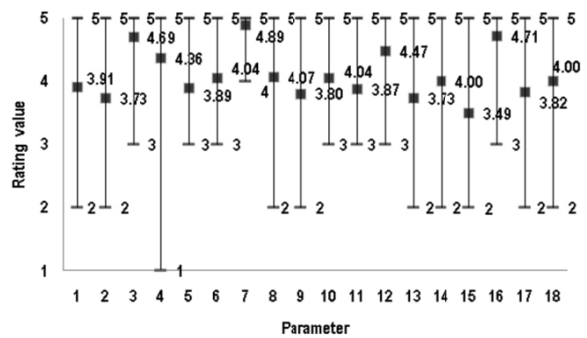 5 5 5 5 5 5 5 5 5 5 5 5 5 5 5 5 5 5 5
4.69 4.89 4.47 4.71
4.36
4.04 4.07 4.04 4.00 4.00
4 3.91 3.89 4 3.80 3.87
3.73 3.73 3.49 3.82
3 3 3 3 3 3 3 3
2 2 2 2 2 2 2 2 2 2
1 1
Rating value
1 2 3 4 5 6 7 8 9 10 11 12 13 14 15 16 17 18
Parameter